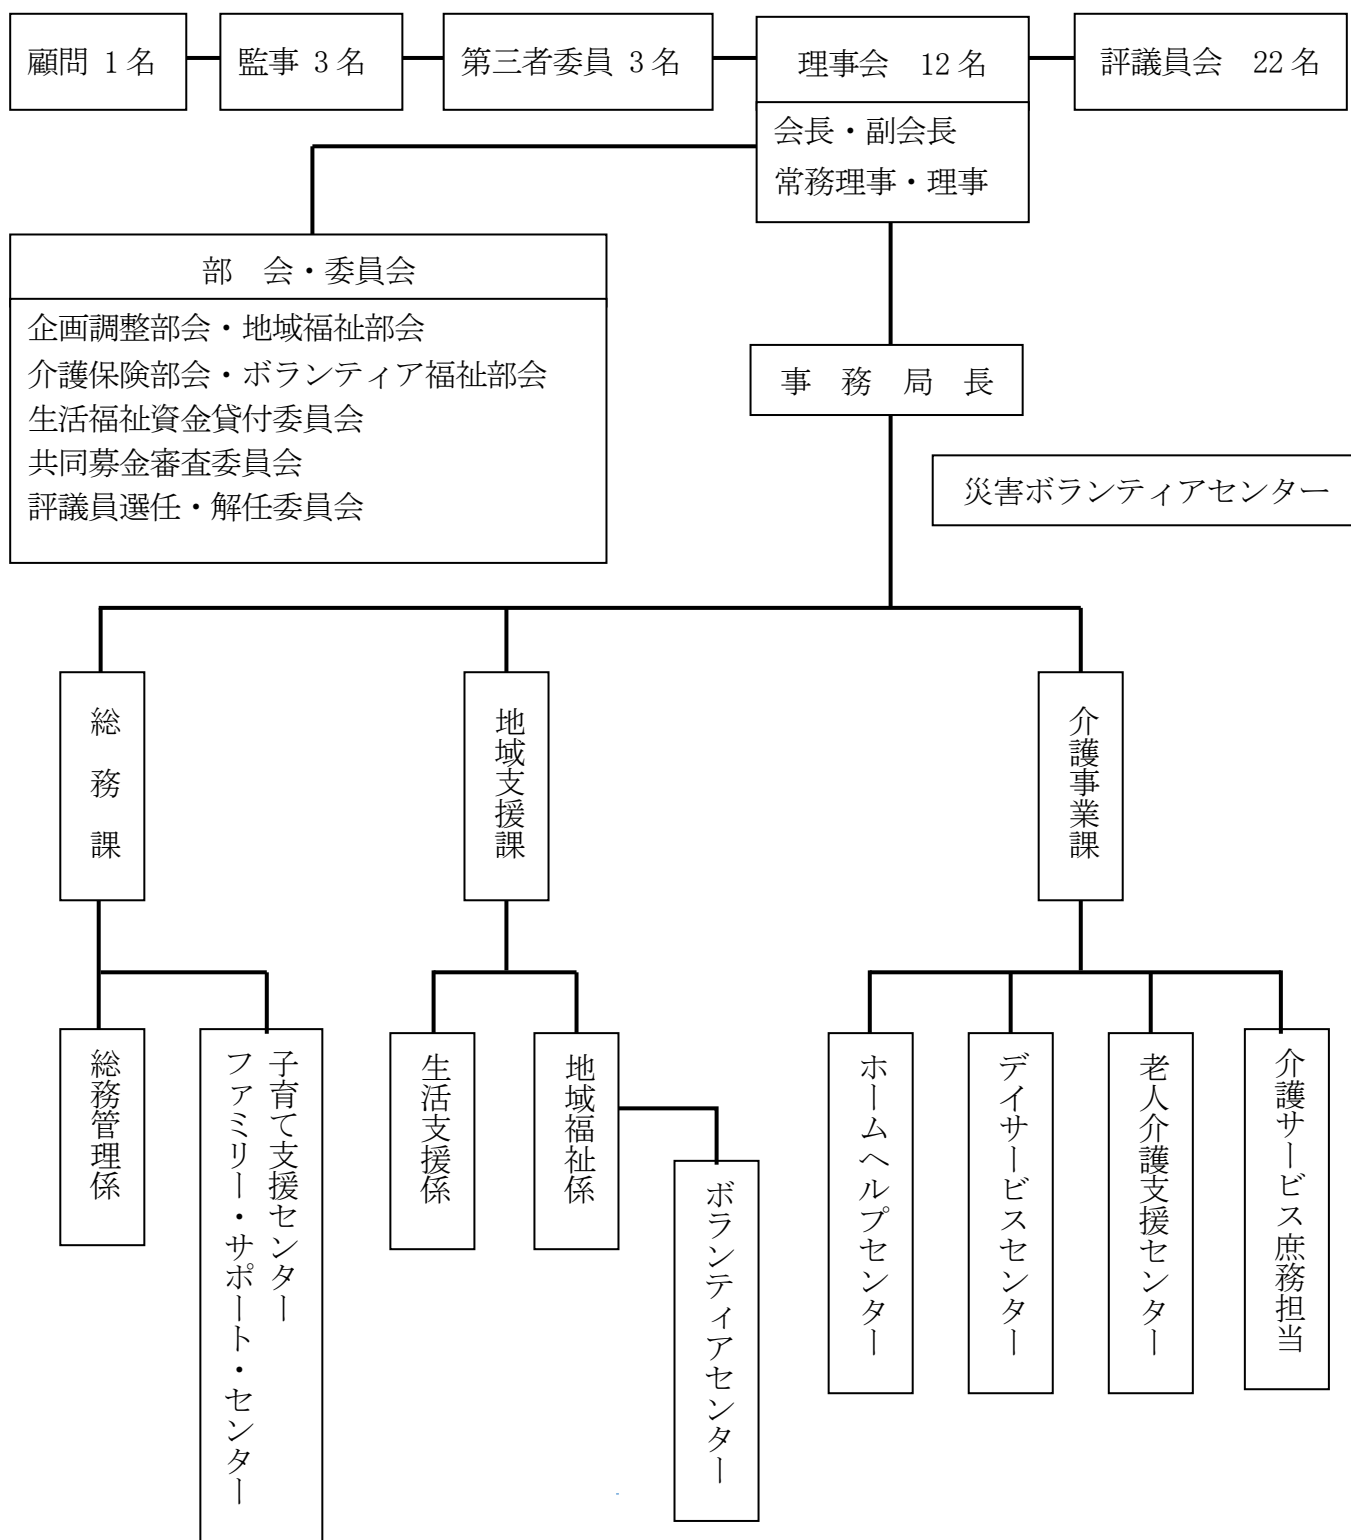 顧問 1名
監事 3名
第三者委員 3名
理事会　12名
評議員会　22名
会長・副会長
常務理事・理事
部　会・委員会
企画調整部会・地域福祉部会
介護保険部会・ボランティア福祉部会
生活福祉資金貸付委員会
共同募金審査委員会
評議員選任・解任委員会
事　務　局　長
災害ボランティアセンター
総　務　課
地域支援課
介護事業課
総務管理係
子育て支援センター
ファミリー・サポート・センター
生活支援係
地域福祉係
ボランティアセンター
ホームヘルプセンター
デイサービスセンター
老人介護支援センター
介護サービス庶務担当